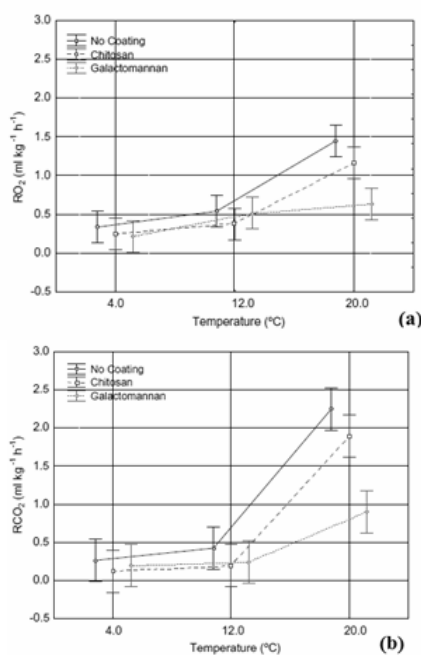 3.0
2.5
2.0
1.5
1.0
0.5
0.0
-0.5
RO₂ (ml kg⁻¹ h⁻¹)
No Coating
Chitosan
Galactomannan
4.0 12.0 20.0
Temperature (ºC)
(a)
3.0
2.5
2.0
1.5
1.0
0.5
0.0
-0.5
RCO₂ (ml kg⁻¹ h⁻¹)
No Coating
Chitosan
Galactomannan
4.0 12.0 20.0
Temperature (ºC)
(b)